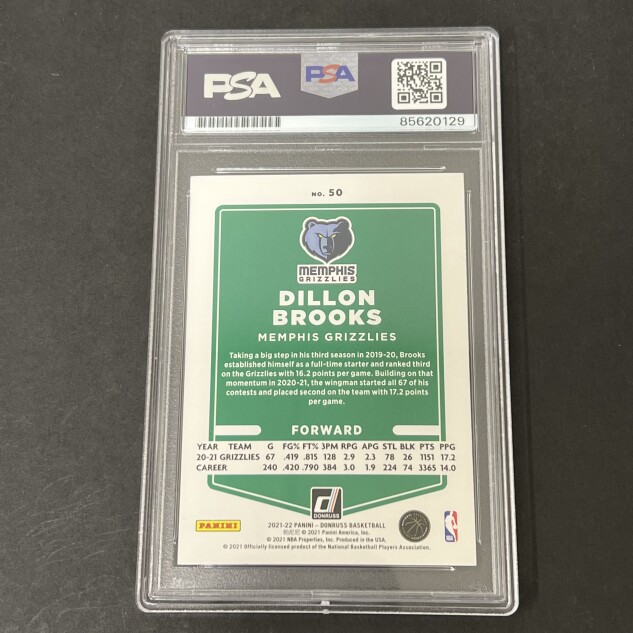 PSA PSA
85620129
NO. 50
MEMPHIS
GRIZZLIES
DILLON
BROOKS
MEMPHIS GRIZZLIES
Taking a big step in his third season in 2019-20, Brooks
established himself as a full-time starter and ranked third
on the Grizzlies with 16.2 points per game. Building on that
momentum in 2020-21, the wingman started all 67 of his
contests and placed second on the team with 17.2 points
per game.
FORWARD
YEAR TEAM G FG% FT% 3PM RPG APG STL BLK PTS PPG
20-21 GRIZZLIES 67 .419 .815 128 2.9 2.3 78 26 1151 17.2
CAREER 240 .420 .790 384 3.0 1.9 224 74 3365 14.0
DONRUSS
PANINI
2021-22 PANINI – DONRUSS BASKETBALL
© 2021 Panini America, Inc.
© 2021 NBA Properties, Inc. Produced in the USA.
© 2021 Officially licensed product of the National Basketball Players Association.
NBA